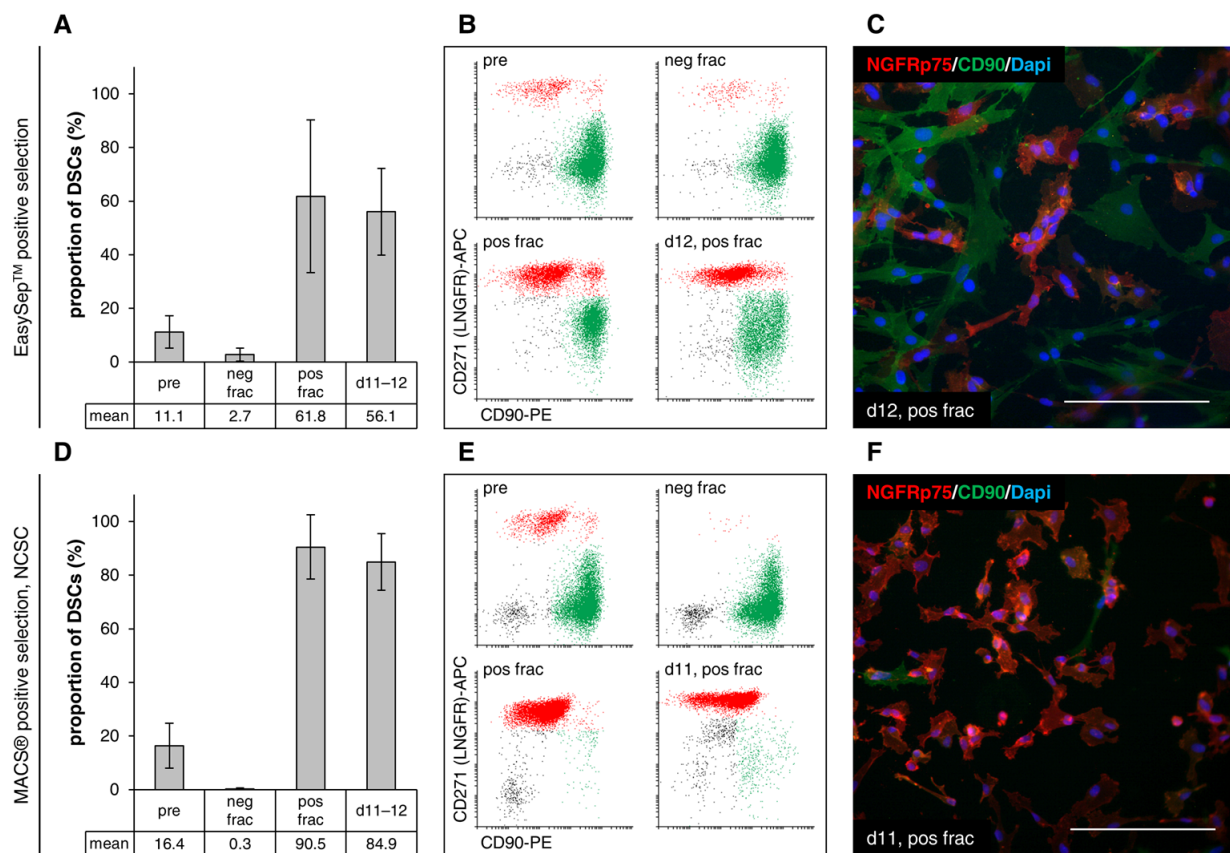 A
B
C
EasySep™ positive selection
proportion of DSCs (%)
100
80
60
40
20
0
pre
neg frac
pos frac
d11–12
mean
11.1
2.7
61.8
56.1
pre
neg frac
pos frac
d12, pos frac
CD271 (LNGFR)-APC
CD90-PE
NGFRp75/CD90/Dapi
d12, pos frac
D
E
F
MACS® positive selection, NCSC
proportion of DSCs (%)
100
80
60
40
20
0
pre
neg frac
pos frac
d11–12
mean
16.4
0.3
90.5
84.9
pre
neg frac
pos frac
d11, pos frac
CD271 (LNGFR)-APC
CD90-PE
NGFRp75/CD90/Dapi
d11, pos frac